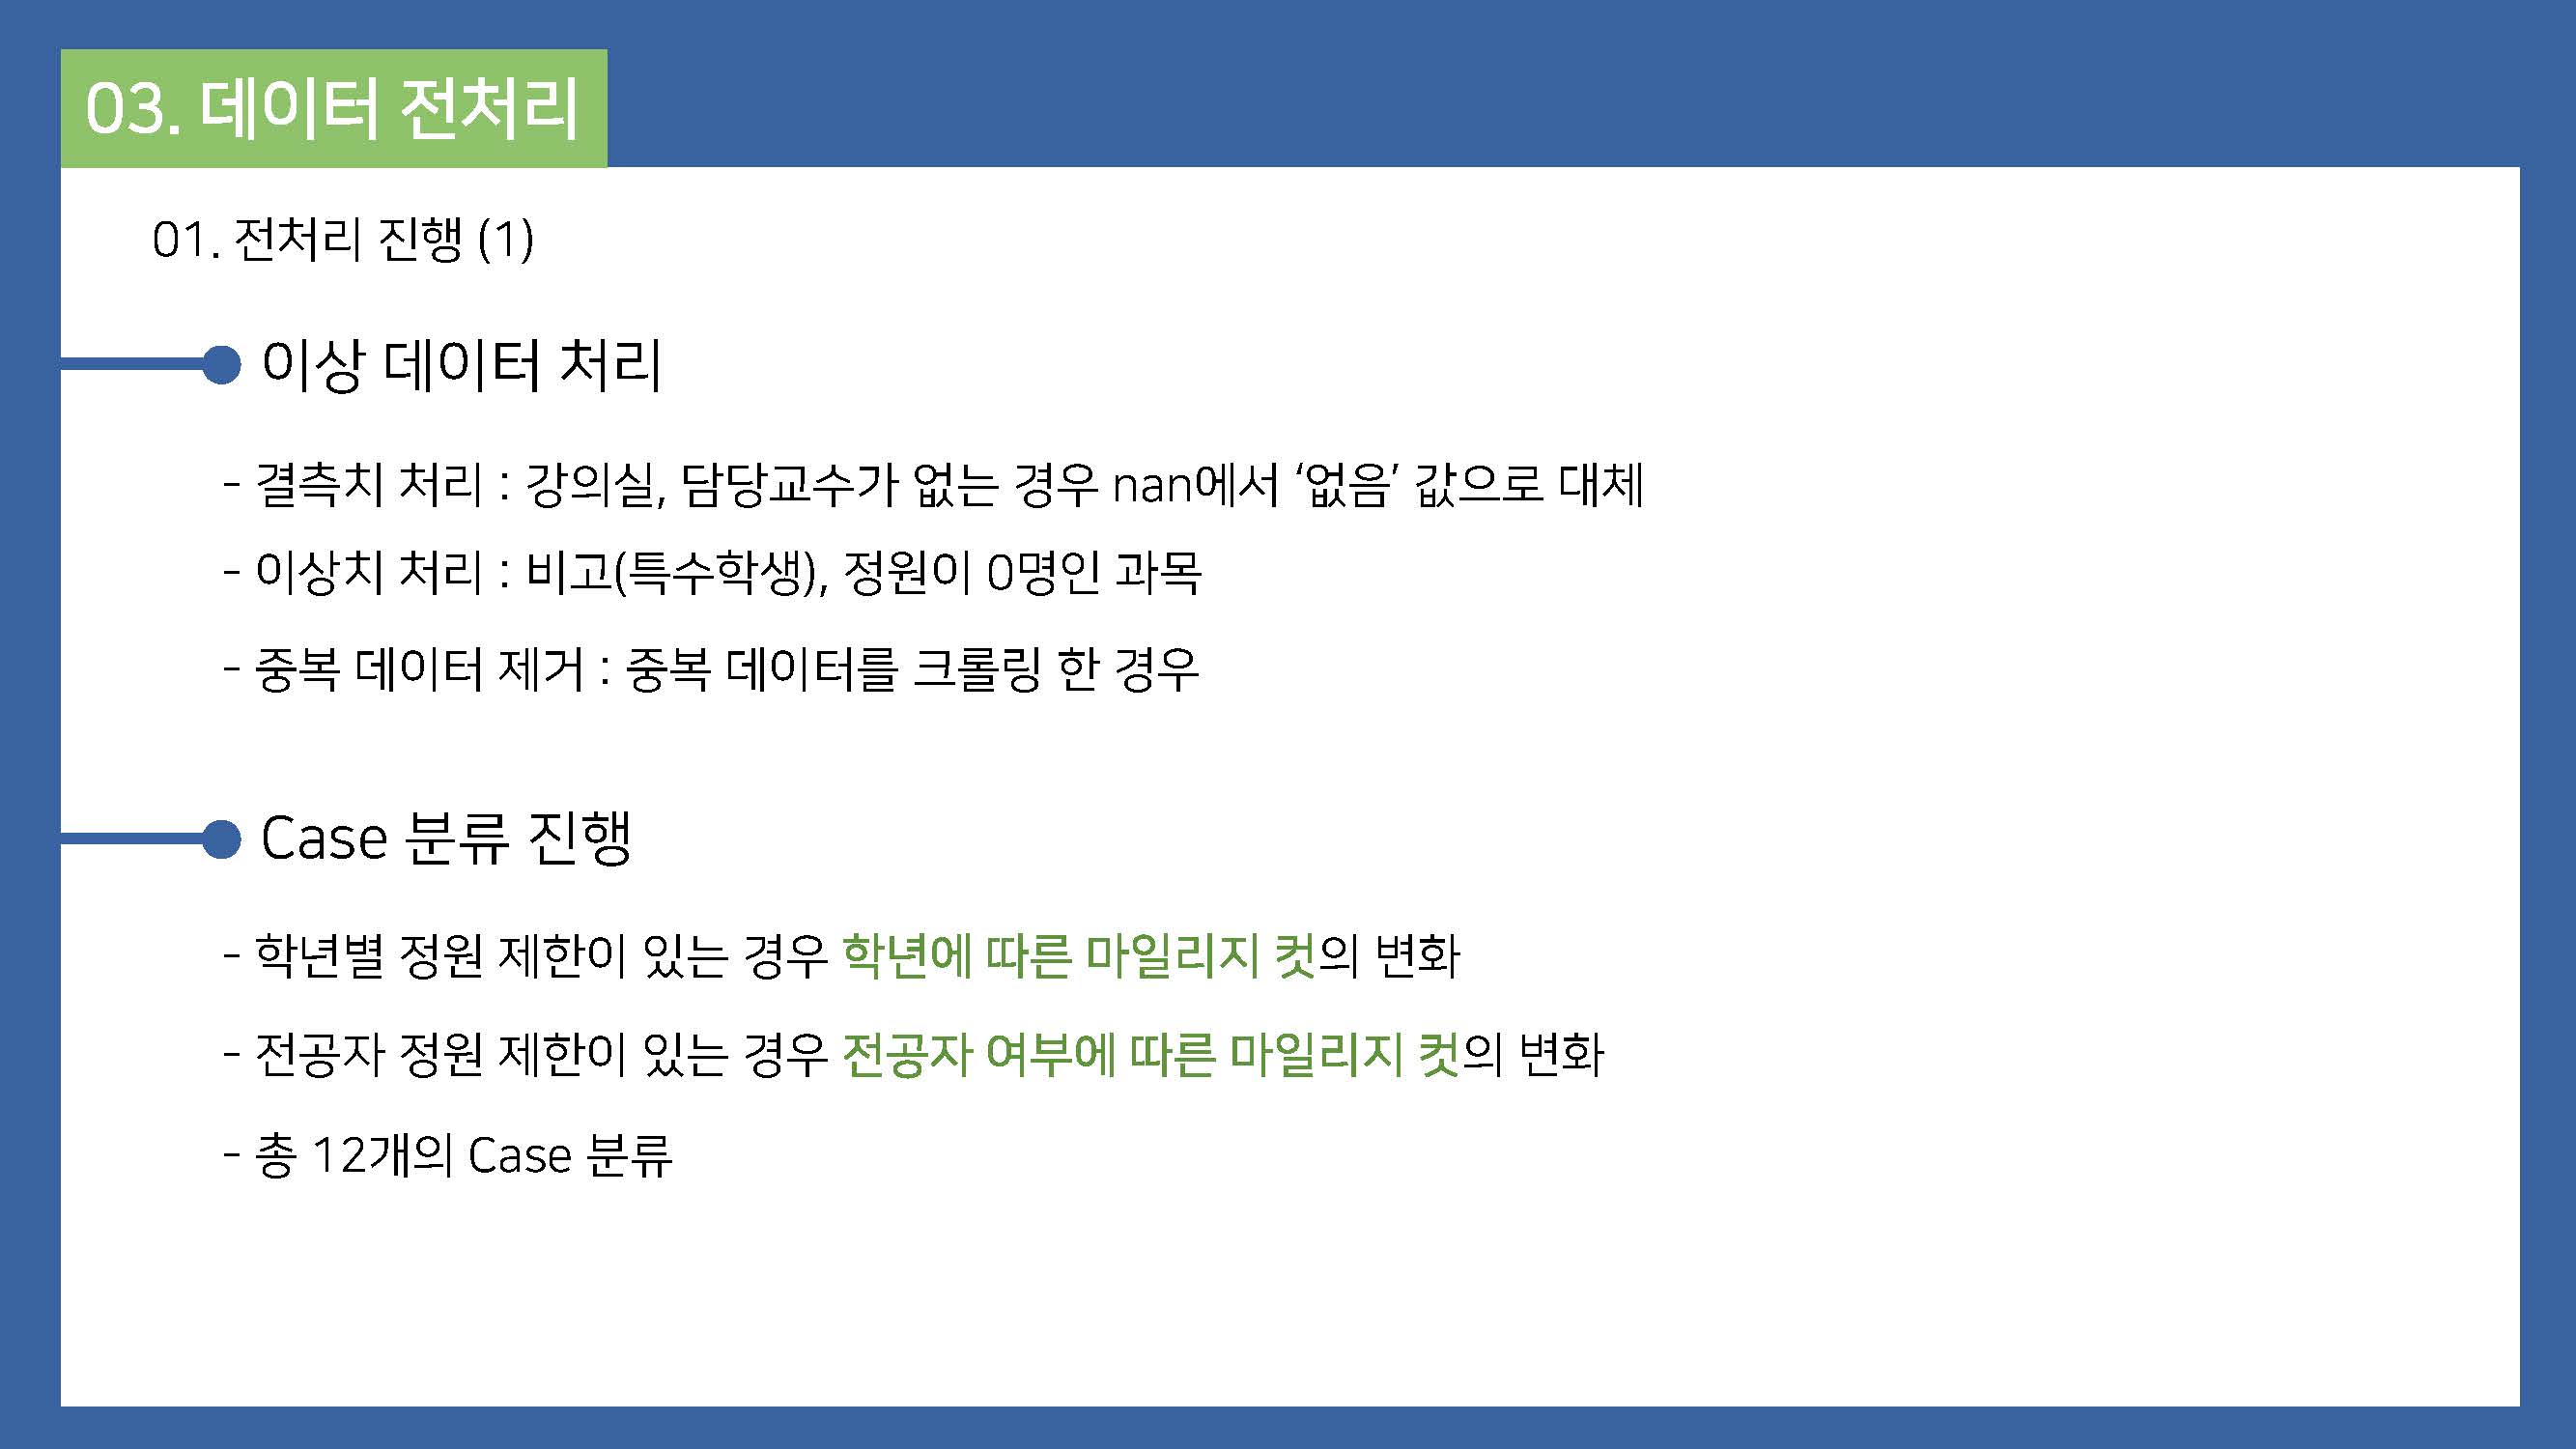 03. 데이터 전처리
01. 전처리 진행 (1)
이상 데이터 처리
- 결측치 처리 : 강의실, 담당교수가 없는 경우 nan에서 ‘없음’ 값으로 대체
- 이상치 처리 : 비고(특수학생), 정원이 0명인 과목
- 중복 데이터 제거 : 중복 데이터를 크롤링 한 경우
Case 분류 진행
- 학년별 정원 제한이 있는 경우 학년에 따른 마일리지 컷의 변화
- 전공자 정원 제한이 있는 경우 전공자 여부에 따른 마일리지 컷의 변화
- 총 12개의 Case 분류